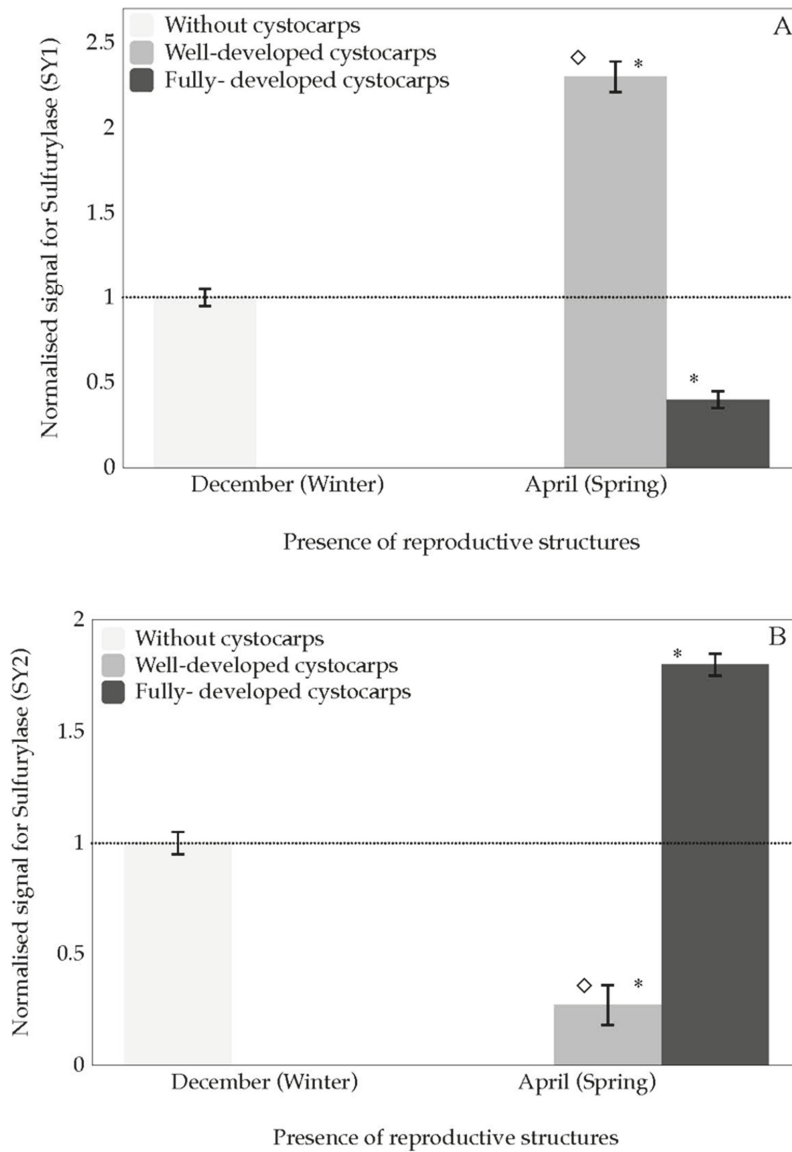 Without cystocarps
Well-developed cystocarps
Fully- developed cystocarps
A
Normalised signal for Sulfurylase (SY1)
2.5
2
1.5
1
0.5
0
◇ *
*
December (Winter) April (Spring)
Presence of reproductive structures
Without cystocarps
Well-developed cystocarps
Fully- developed cystocarps
B
Normalised signal for Sulfurylase (SY2)
2
1.5
1
0.5
0
*
◇ *
December (Winter) April (Spring)
Presence of reproductive structures